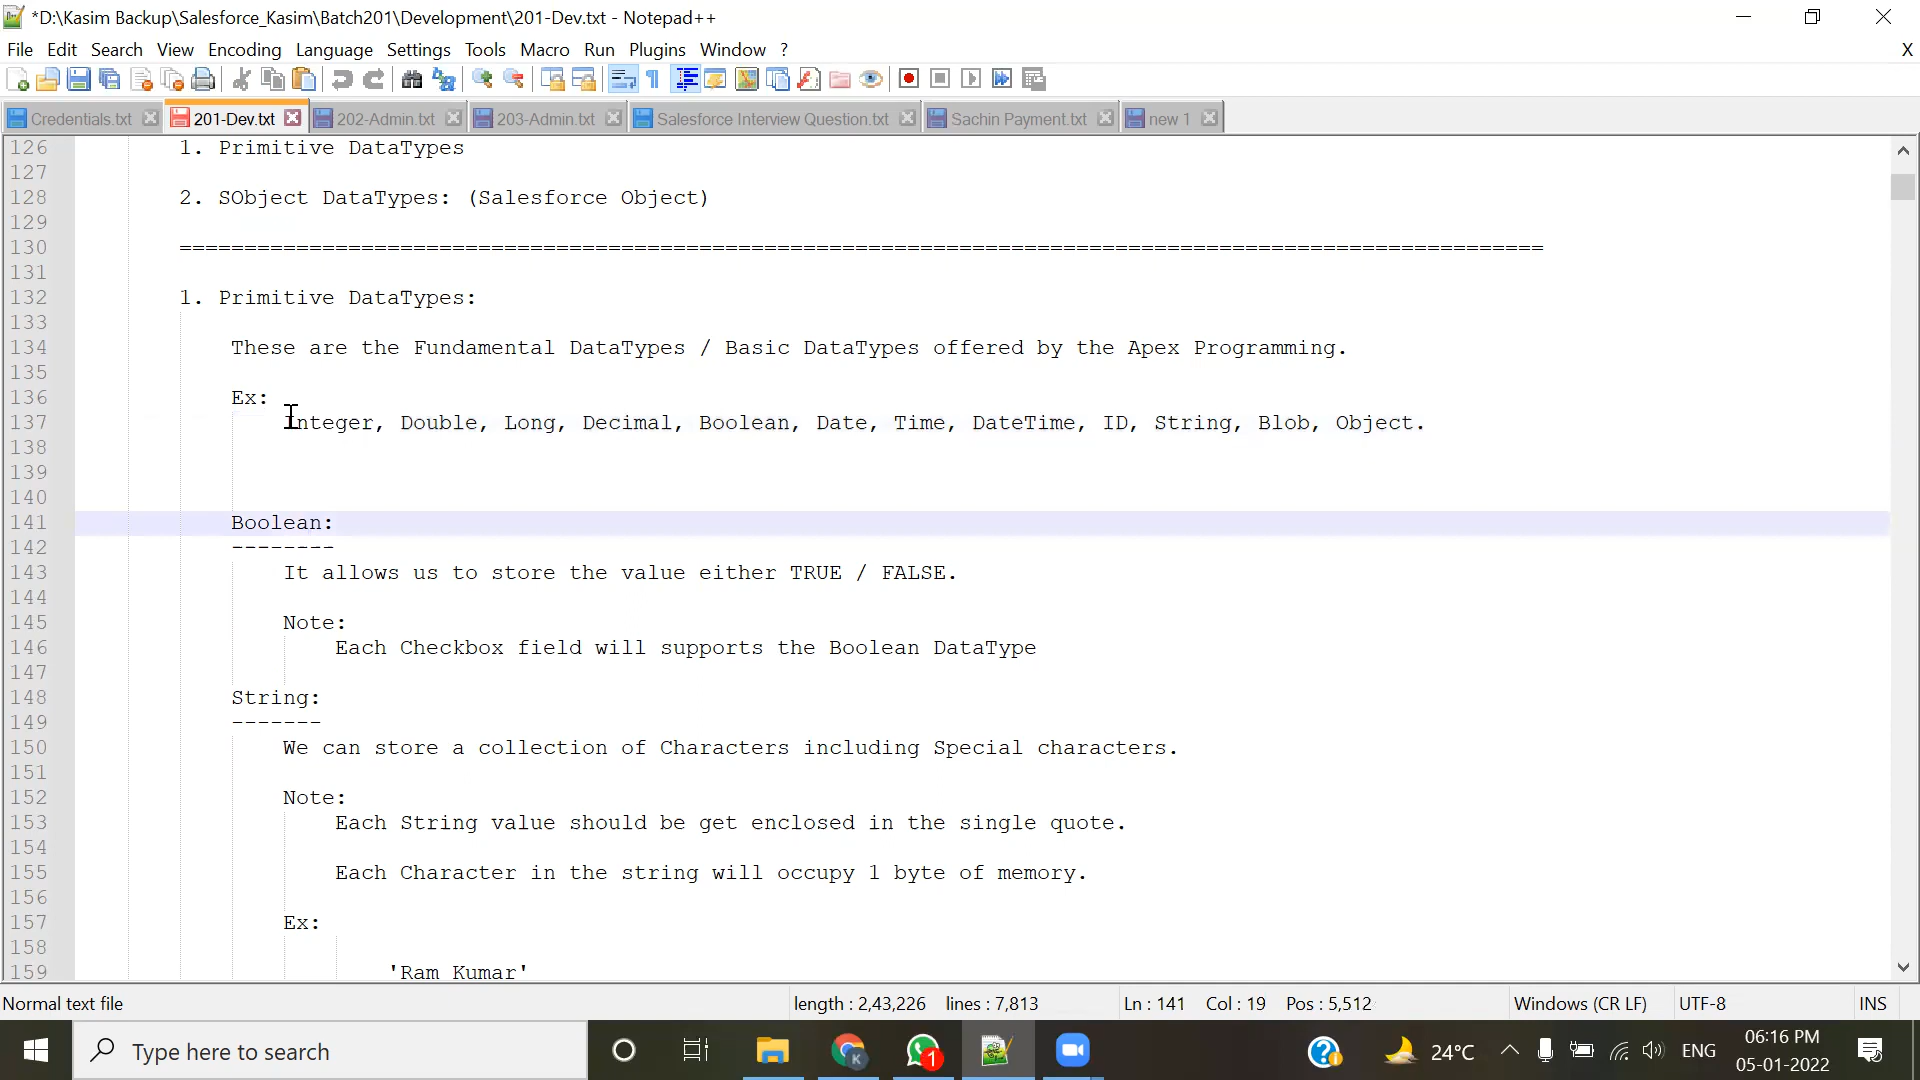 *D:\Kasim Backup\Salesforce_Kasim\Batch201\Development\201-Dev.txt - Notepad++
File Edit Search View Encoding Language Settings Tools Macro Run Plugins Window ? X
Credentials.txt 201-Dev.txt 202-Admin.txt 203-Admin.txt Salesforce Interview Question.txt Sachin Payment.txt new 1
126 1. Primitive DataTypes
127
128 2. SObject DataTypes: (Salesforce Object)
129
130 =========================================================================================================
131
132 1. Primitive DataTypes:
133
134 These are the Fundamental DataTypes / Basic DataTypes offered by the Apex Programming.
135
136 Ex:
137 Integer, Double, Long, Decimal, Boolean, Date, Time, DateTime, ID, String, Blob, Object.
138
139
140
141 Boolean:
142 --------
143 It allows us to store the value either TRUE / FALSE.
144
145 Note:
146 Each Checkbox field will supports the Boolean DataType
147
148 String:
149 -------
150 We can store a collection of Characters including Special characters.
151
152 Note:
153 Each String value should be get enclosed in the single quote.
154
155 Each Character in the string will occupy 1 byte of memory.
156
157 Ex:
158
159 'Ram Kumar'
Normal text file length : 2,43,226 lines : 7,813 Ln : 141 Col : 19 Pos : 5,512 Windows (CR LF) UTF-8 INS
Type here to search 1 24°C ENG 06:16 PM
05-01-2022